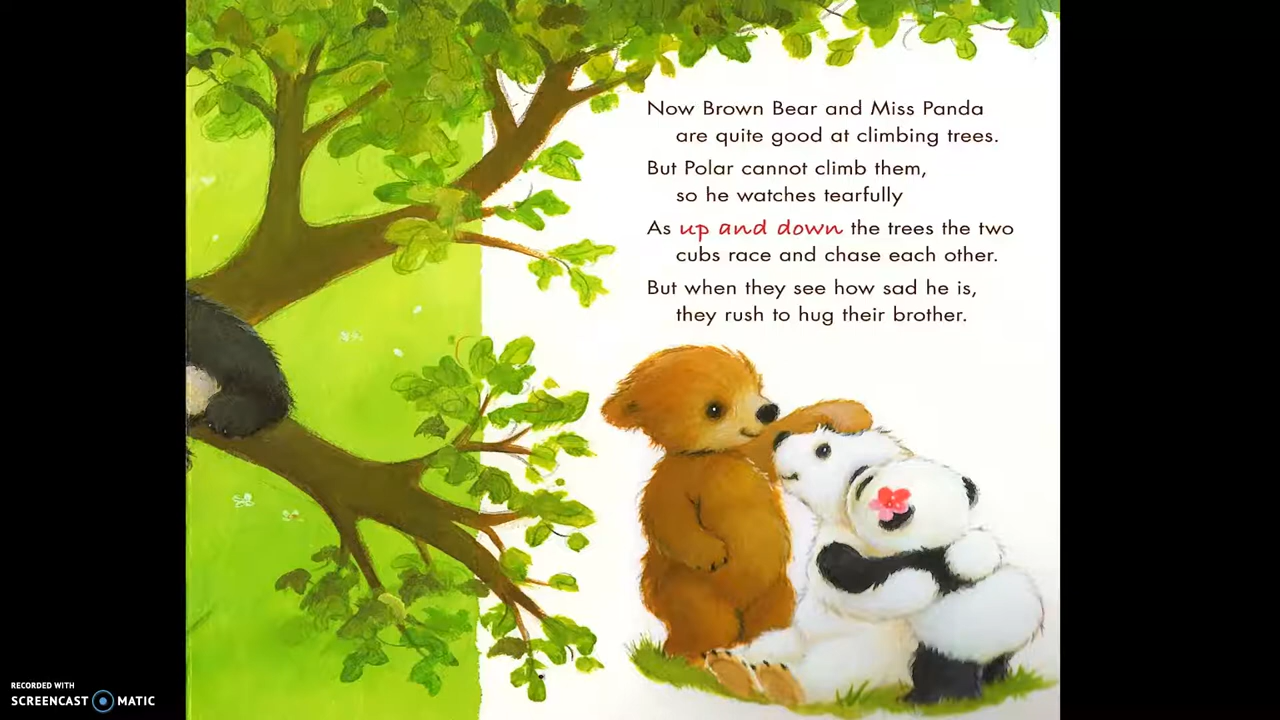 Now Brown Bear and Miss Panda
are quite good at climbing trees.
But Polar cannot climb them,
so he watches tearfully
As up and down the trees the two
cubs race and chase each other.
But when they see how sad he is,
they rush to hug their brother.
RECORDED WITH
SCREENCAST MATIC